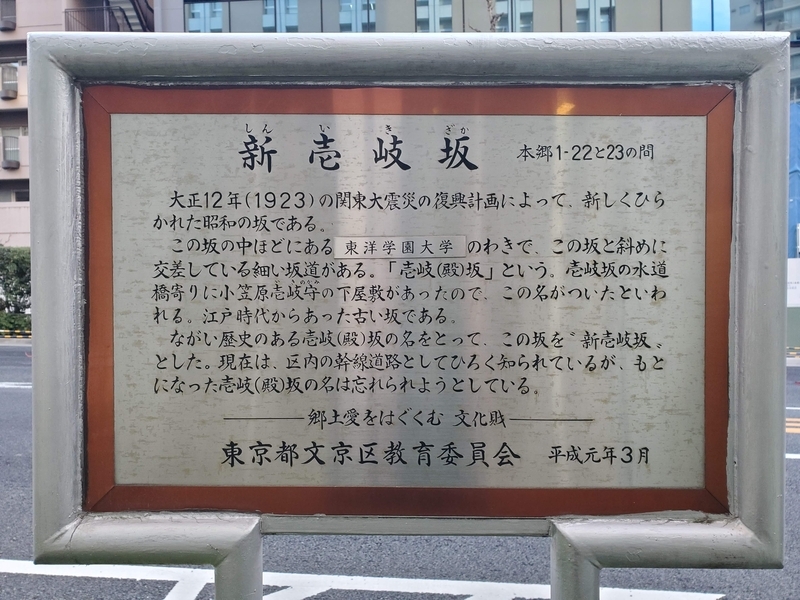 しん い き ざか
新壱岐坂 本郷1-22と23の間
大正12年(1923)の関東大震災の復興計画によって、新しくひら
かれた昭和の坂である。
この坂の中ほどにある 東洋学園大学 のわきで、この坂と斜めに
交差している細い坂道がある。「壱岐(殿)坂」という。壱岐坂の水道
橋寄りに小笠原壱岐守の下屋敷があったので、この名がついたといわ
れる。江戸時代からあった古い坂である。
ながい歴史のある壱岐(殿)坂の名をとって、この坂を〝新壱岐坂〟
とした。現在は、区内の幹線道路としてひろく知られているが、もと
になった壱岐(殿)坂の名は忘れられようとしている。
郷土愛をはぐくむ 文化財
東京都文京区教育委員会 平成元年3月